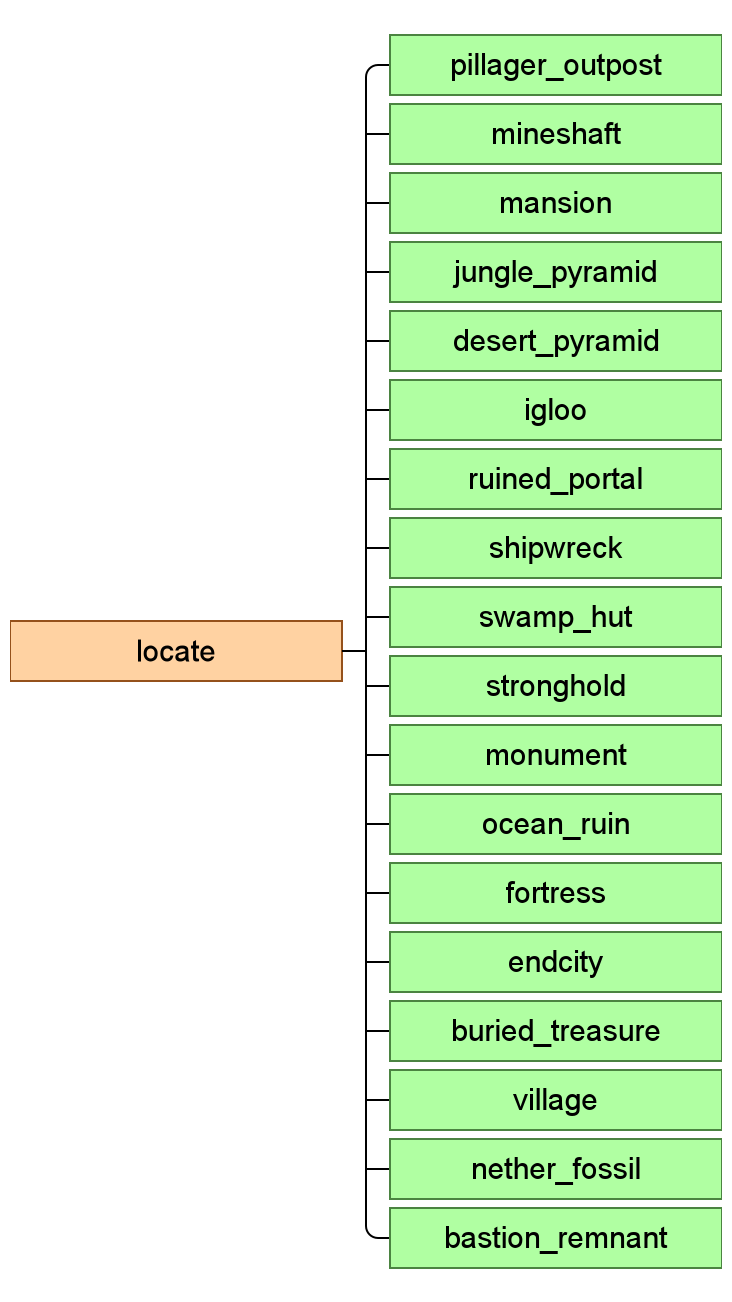 pillager_outpost
mineshaft
mansion
jungle_pyramid
desert_pyramid
igloo
ruined_portal
shipwreck
swamp_hut
locate
stronghold
monument
ocean_ruin
fortress
endcity
buried_treasure
village
nether_fossil
bastion_remnant